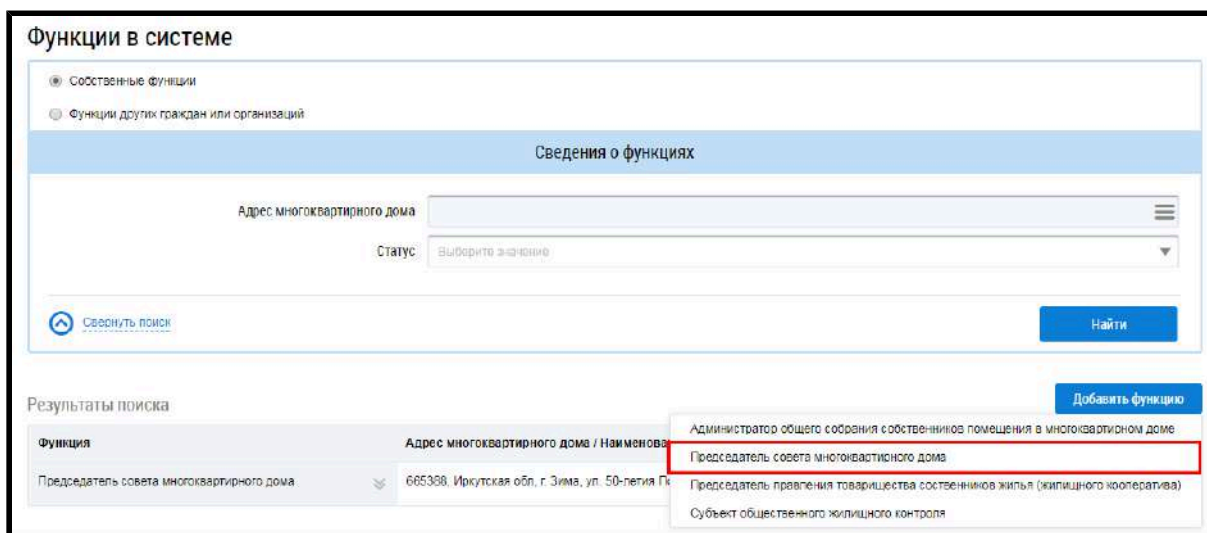 Функции в системе
Собственные функции
Функции других граждан или организаций
Сведения о функциях
Адрес многоквартирного дома
Статус Выберите значение
Свернуть поиск Найти
Результаты поиска Добавить функцию
Администратор общего собрания собственников помещения в многоквартирном доме
Функция Адрес многоквартирного дома / Наименова
Председатель совета многоквартирного дома
Председатель совета многоквартирного дома 665388, Иркутская обл, г. Зима, ул. 50-летия
Председатель правления товарищества состренников жилья (жилищного кооператива)
Субъект общественного жилищного контроля